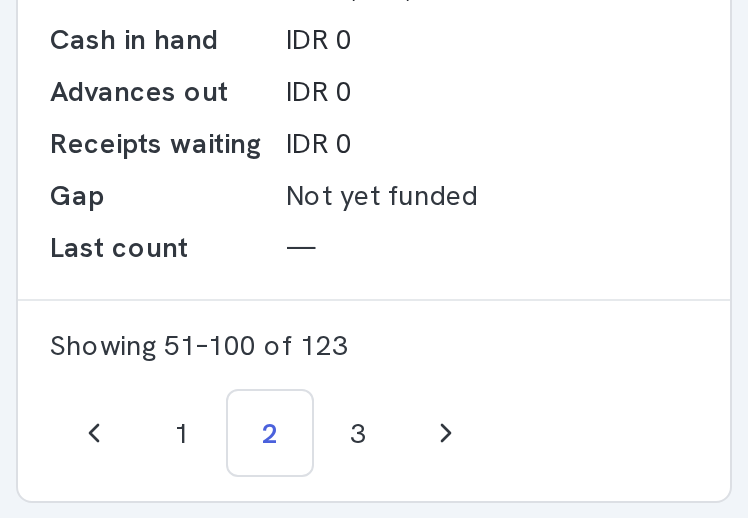 Cash in hand IDR 0
Advances out IDR 0
Receipts waiting IDR 0
Gap Not yet funded
Last count —
Showing 51–100 of 123
1 2 3